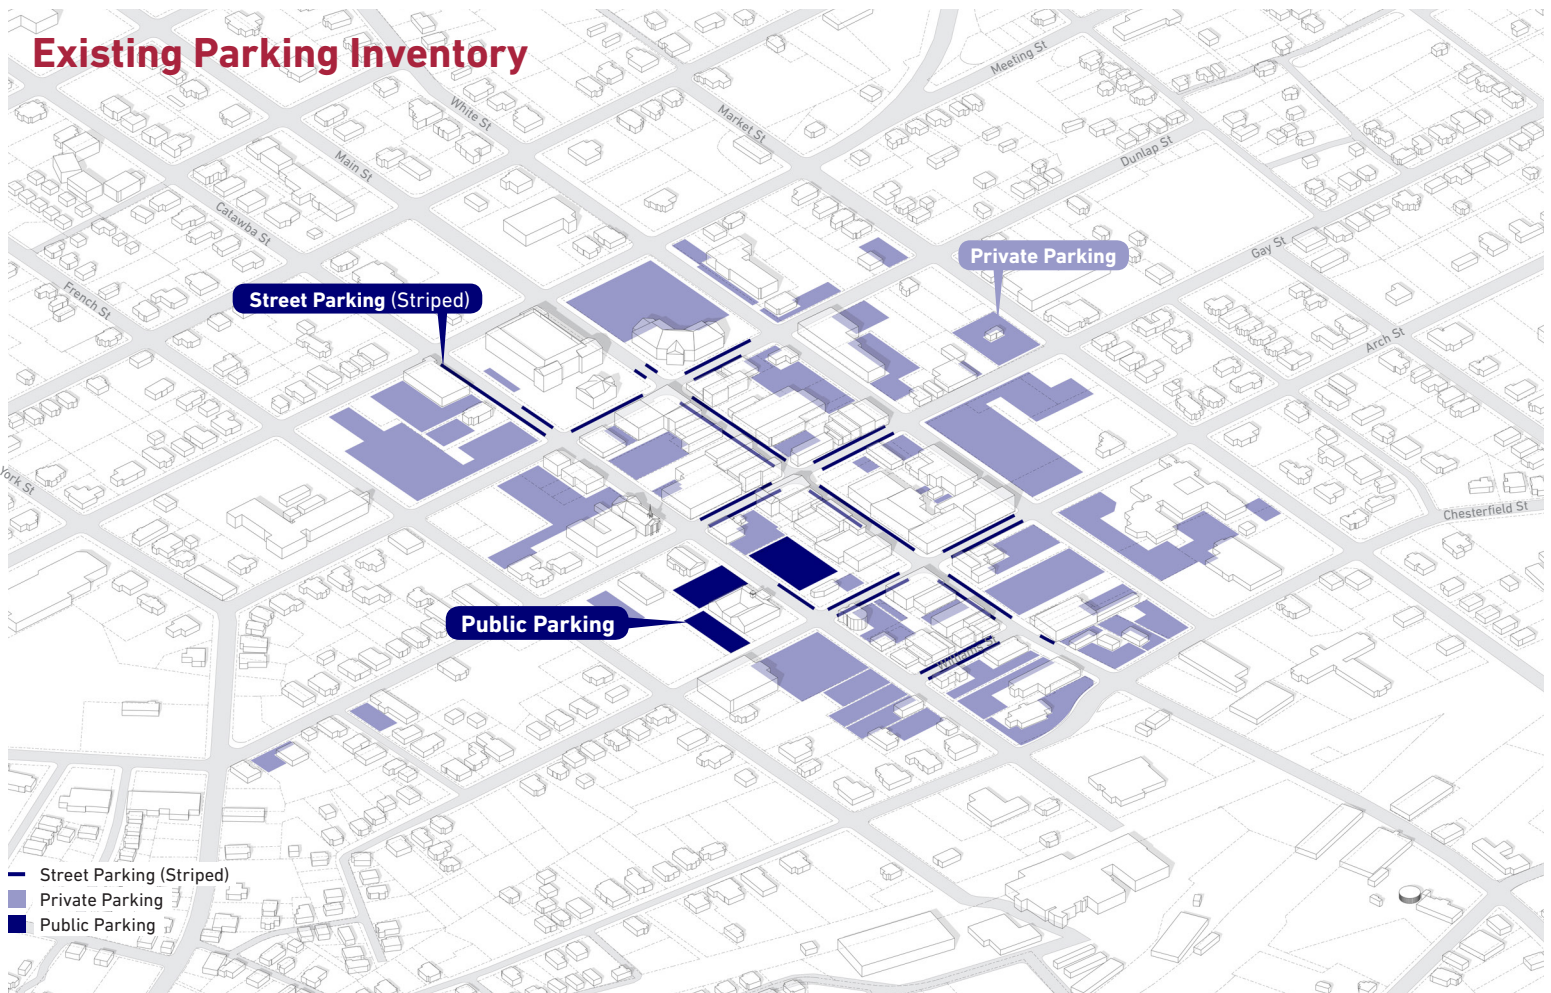 Existing Parking Inventory
Meeting St
White St
Market St
Main St
Dunlap St
Catawba St
Gay St
Private Parking
French St
Street Parking (Striped)
Arch St
York St
Chesterfield St
Public Parking
Williams St
Street Parking (Striped)
Private Parking
Public Parking